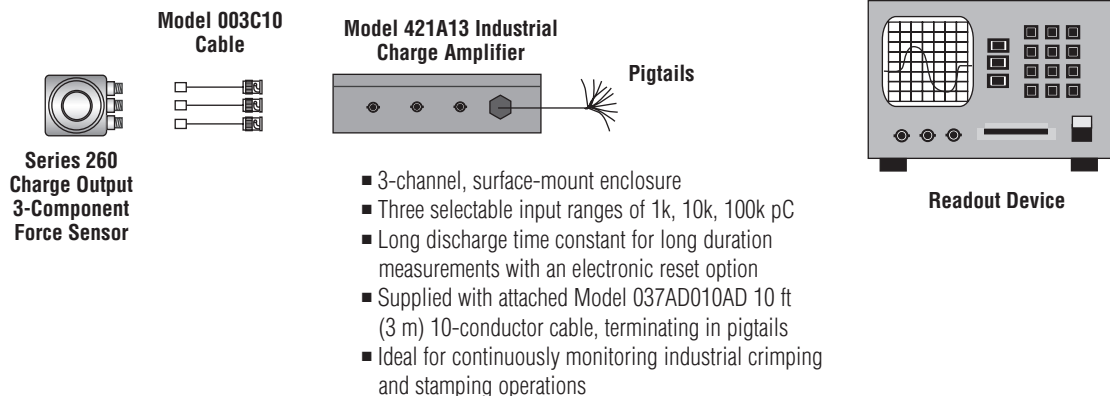 Model 003C10
Cable
Model 421A13 Industrial
Charge Amplifier
Pigtails
Series 260
Charge Output
3-Component
Force Sensor
Readout Device
■ 3-channel, surface-mount enclosure
■ Three selectable input ranges of 1k, 10k, 100k pC
■ Long discharge time constant for long duration
measurements with an electronic reset option
■ Supplied with attached Model 037AD010AD 10 ft
(3 m) 10-conductor cable, terminating in pigtails
■ Ideal for continuously monitoring industrial crimping
and stamping operations